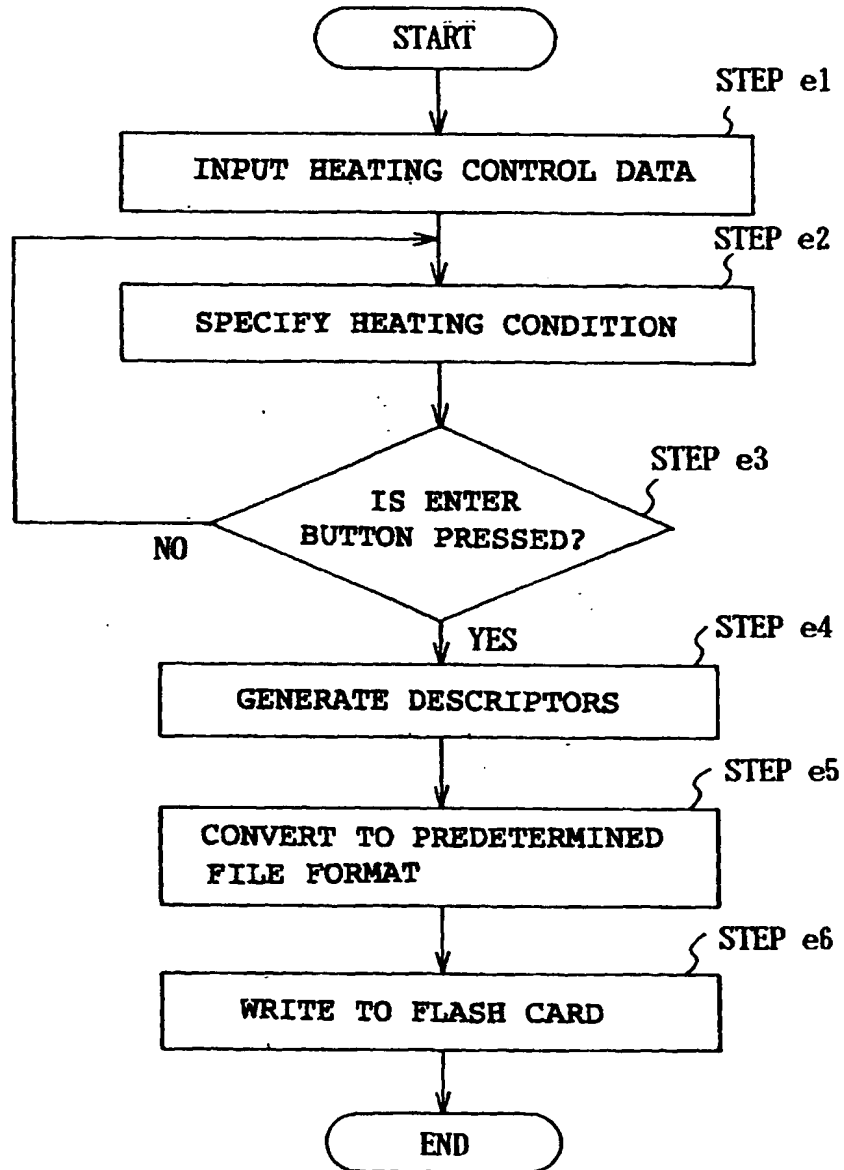 START
STEP e1
INPUT HEATING CONTROL DATA
STEP e2
SPECIFY HEATING CONDITION
STEP e3
IS ENTER
BUTTON PRESSED?
NO
YES
STEP e4
GENERATE DESCRIPTORS
STEP e5
CONVERT TO PREDETERMINED
FILE FORMAT
STEP e6
WRITE TO FLASH CARD
END